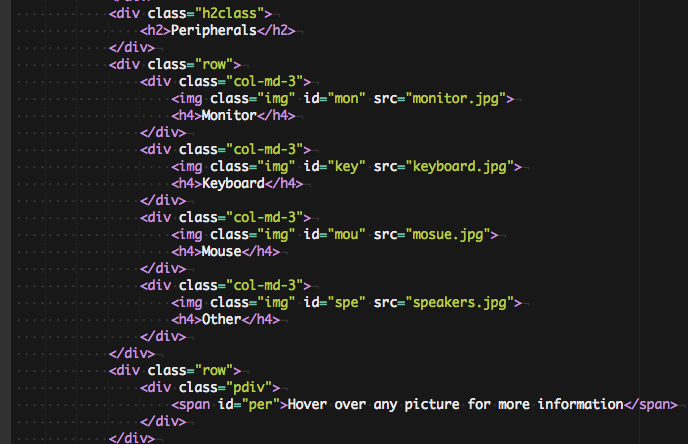 </div>
<div class="h2class">
<h2>Peripherals</h2>
</div>
<div class="row">
<div class="col-md-3">
<img class="img" id="mon" src="monitor.jpg">
<h4>Monitor</h4>
</div>
<div class="col-md-3">
<img class="img" id="key" src="keyboard.jpg">
<h4>Keyboard</h4>
</div>
<div class="col-md-3">
<img class="img" id="mou" src="mosue.jpg">
<h4>Mouse</h4>
</div>
<div class="col-md-3">
<img class="img" id="spe" src="speakers.jpg">
<h4>Other</h4>
</div>
</div>
<div class="row">
<div class="pdiv">
<span id="per">Hover over any picture for more information</span>
</div>
</div>